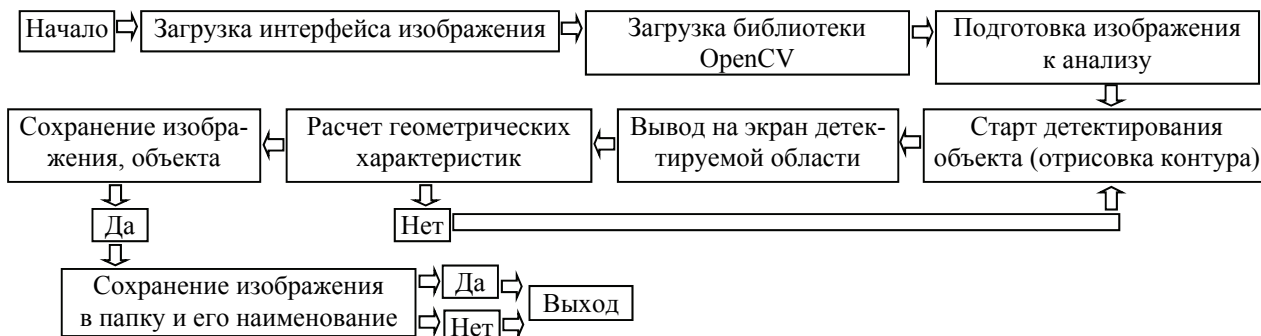 Начало
Загрузка интерфейса изображения
Загрузка библиотеки
OpenCV
Подготовка изображения
к анализу
Сохранение изобра-
жения, объекта
Расчет геометрических
характеристик
Вывод на экран детек-
тируемой области
Старт детектирования
объекта (отрисовка контура)
Да
Нет
Сохранение изображения
в папку и его наименование
Да
Нет
Выход